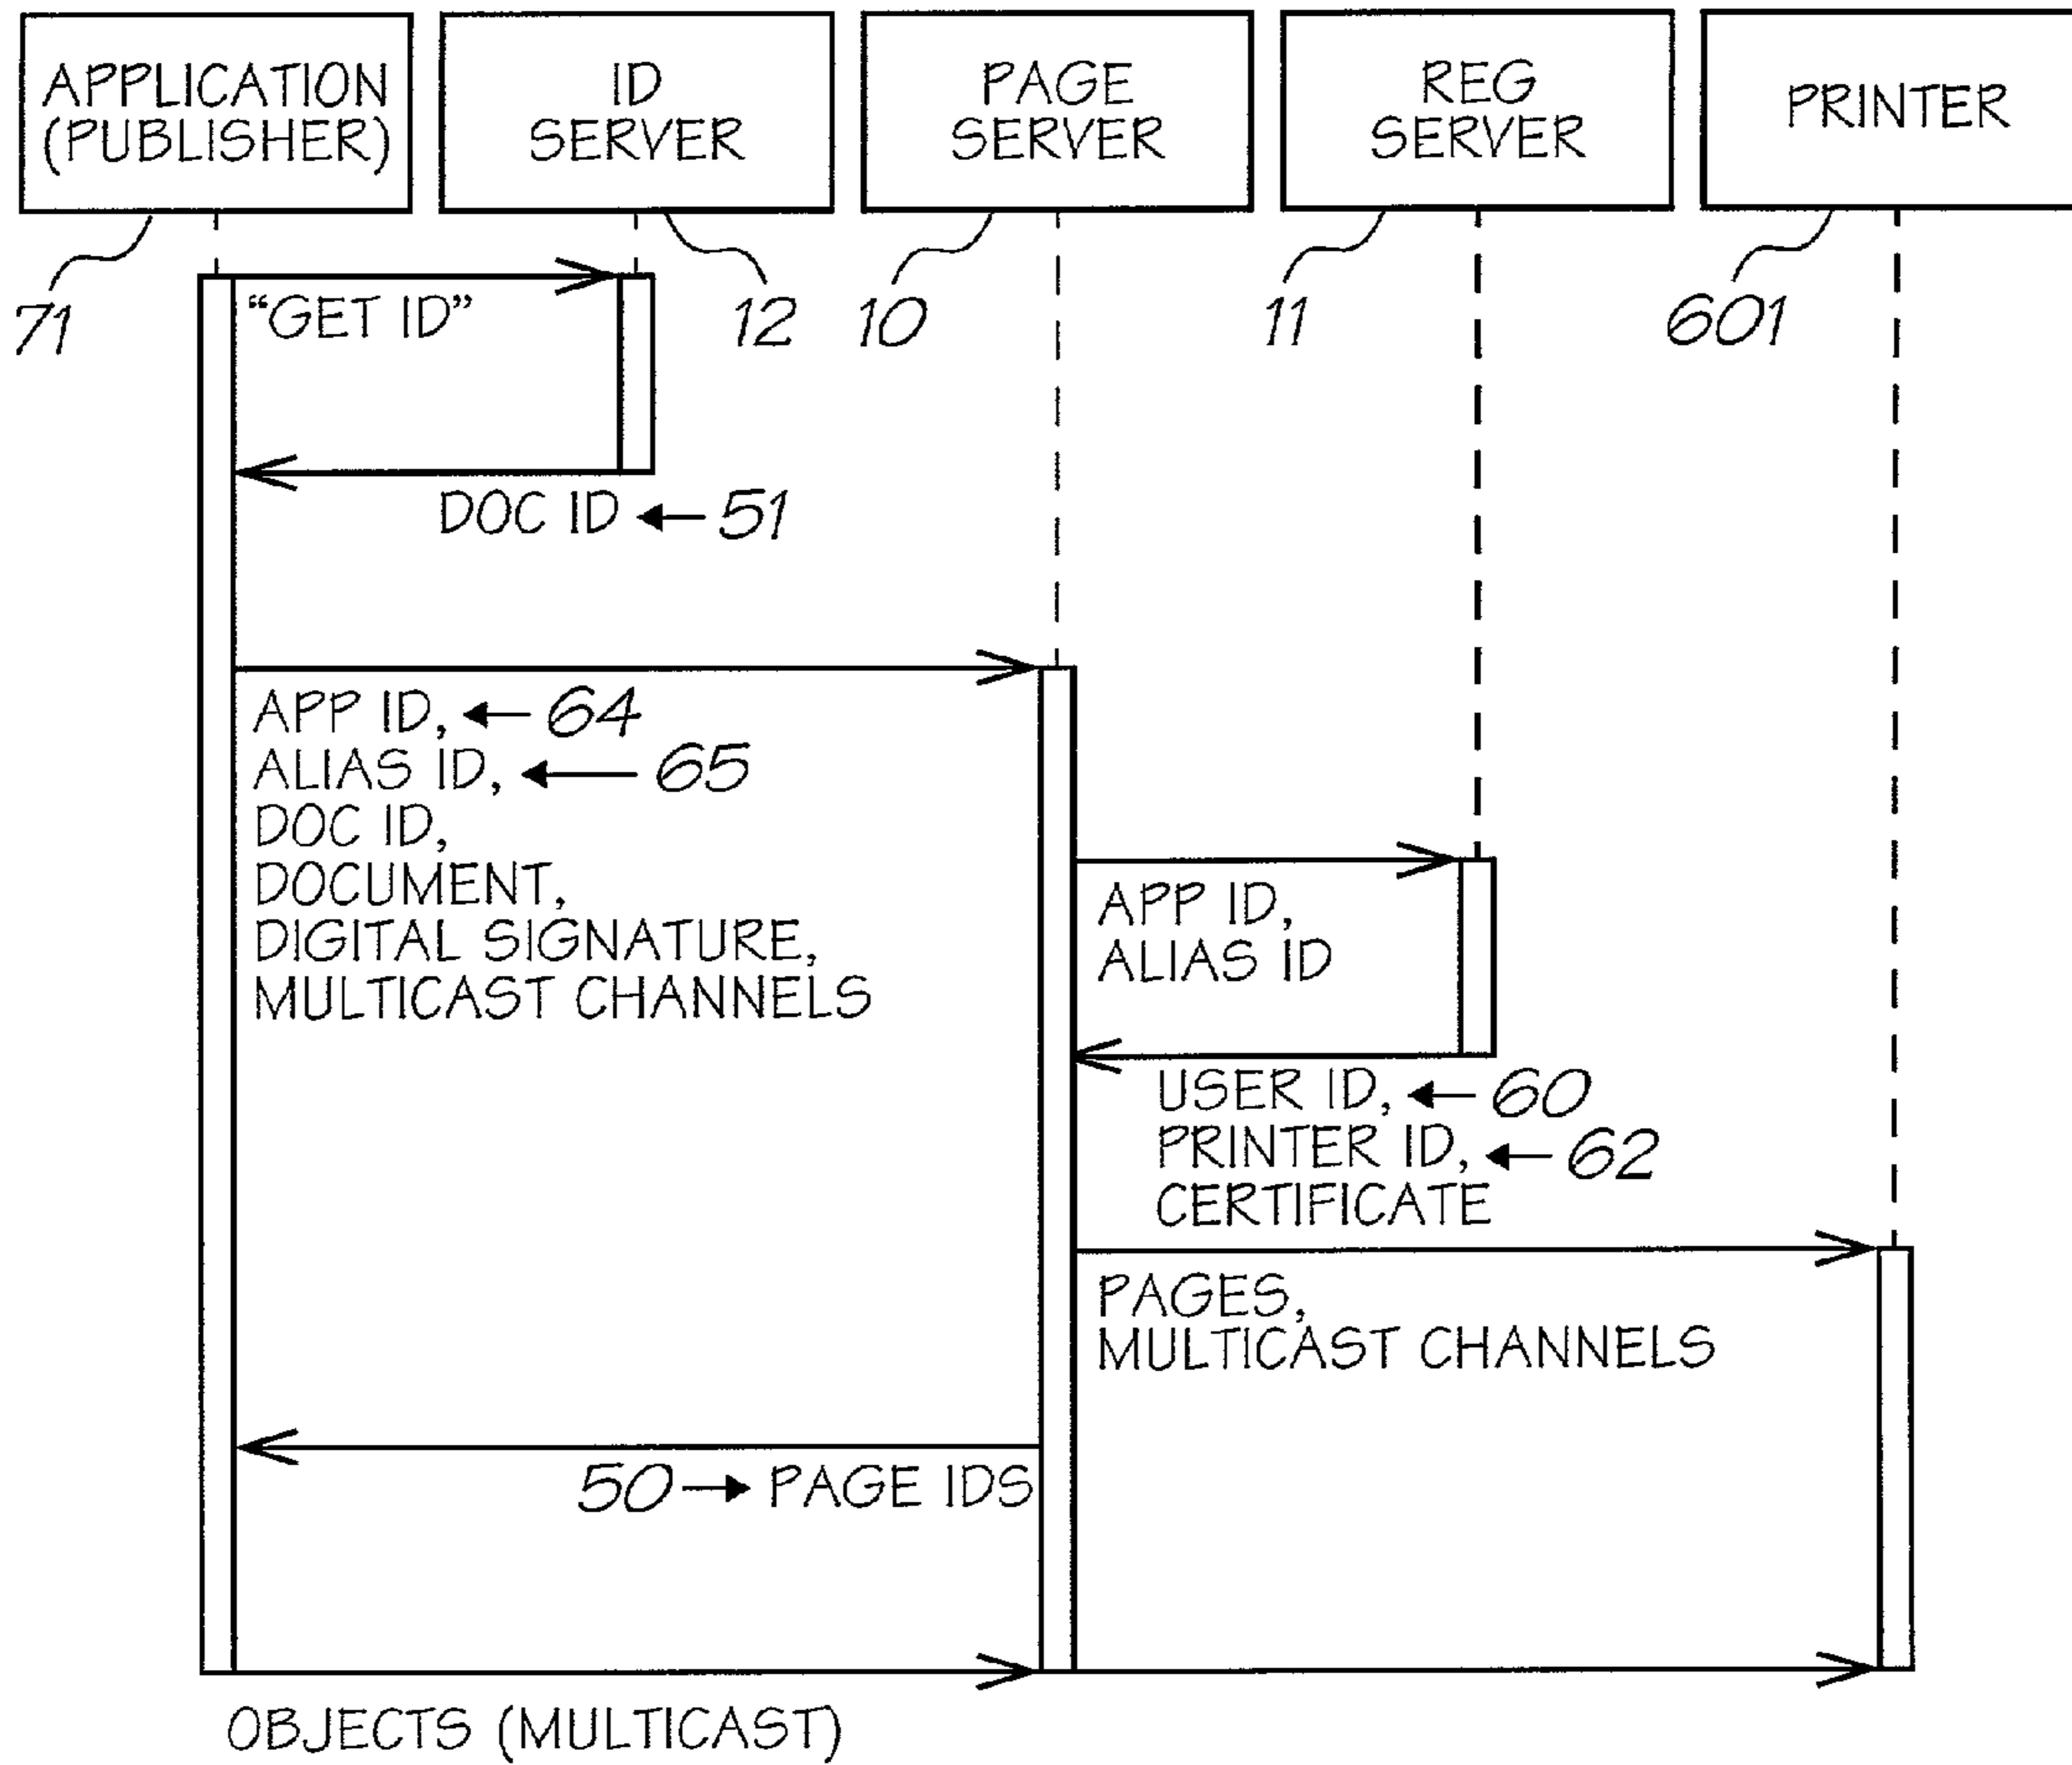 APPLICATION
(PUBLISHER)
ID
SERVER
PAGE
SERVER
REG
SERVER
PRINTER
71
12
10
11
601
"GET ID"
DOC ID 51
APP ID, 64
ALIAS ID, 65
DOC ID,
DOCUMENT,
DIGITAL SIGNATURE,
MULTICAST CHANNELS
APP ID,
ALIAS ID
USER ID, 60
PRINTER ID, 62
CERTIFICATE
PAGES,
MULTICAST CHANNELS
50 PAGE IDS
OBJECTS (MULTICAST)